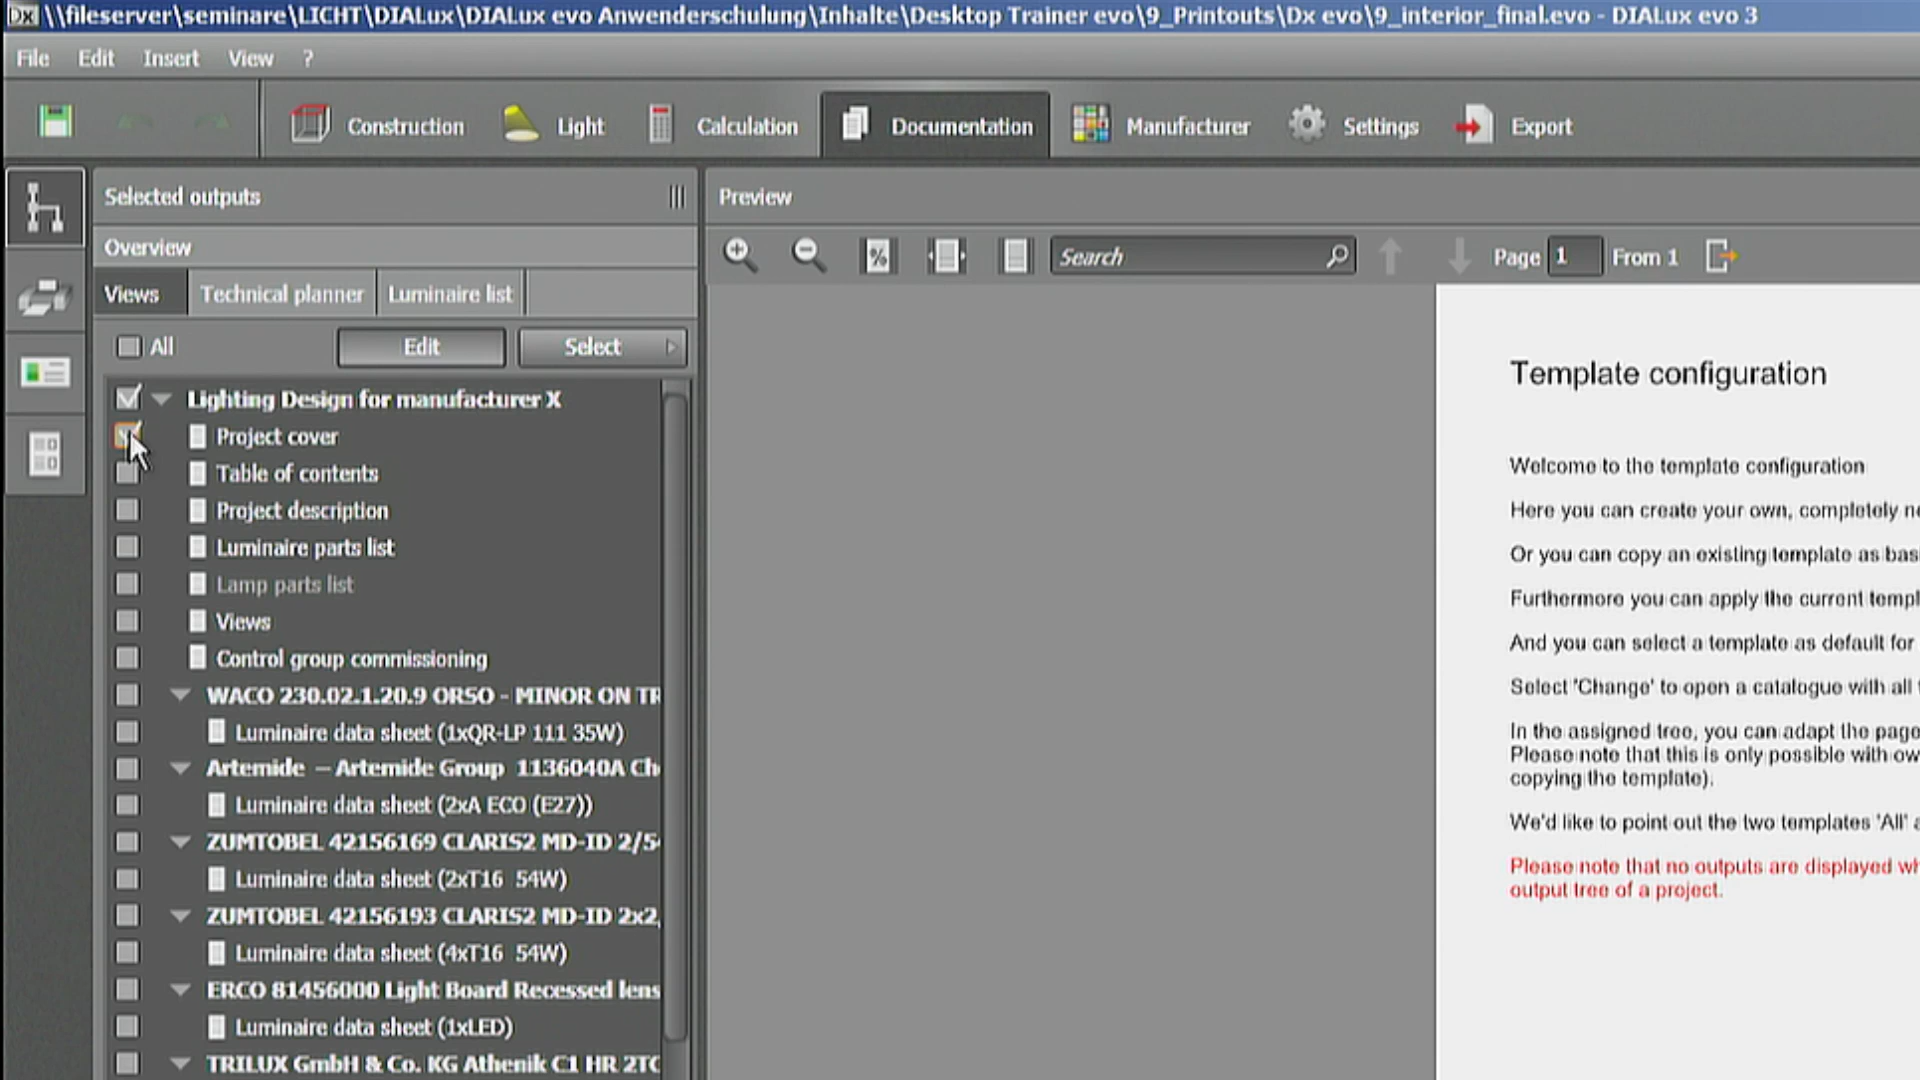 Dx \\fileserver\seminare\LICHT\DIALux\DIALux evo Anwenderschulung\Inhalte\Desktop Trainer evo\9_Printouts\Dx evo\9_interior_final.evo - DIALux evo 3
File Edit Insert View ?
Construction Light Calculation Documentation Manufacturer Settings Export
Selected outputs
Preview
Overview
Search
Page 1 From 1
Views Technical planner Luminaire list
All Edit Select
Lighting Design for manufacturer X
Project cover
Table of contents
Project description
Luminaire parts list
Lamp parts list
Views
Control group commissioning
WACO 230.02.1.20.9 ORSO - MINOR ON TR
Luminaire data sheet (1xQR-LP 111 35W)
Artemide – Artemide Group 1136040A Ch
Luminaire data sheet (2xA ECO (E27))
ZUMTOBEL 42156169 CLARIS2 MD-ID 2/5
Luminaire data sheet (2xT16 54W)
ZUMTOBEL 42156193 CLARIS2 MD-ID 2x2
Luminaire data sheet (4xT16 54W)
ERCO 81456000 Light Board Recessed lens
Luminaire data sheet (1xLED)
TRILUX GmbH & Co. KG Athenik C1 HR 2TC
Template configuration
Welcome to the template configuration
Here you can create your own, completely
Or you can copy an existing template as
Furthermore you can apply the current
And you can select a template as default for
Select 'Change' to open a catalogue with all
In the assigned tree, you can adapt the page
Please note that this is only possible with
copying the template).
We'd like to point out the two templates 'All'
Please note that no outputs are displayed
output tree of a project.